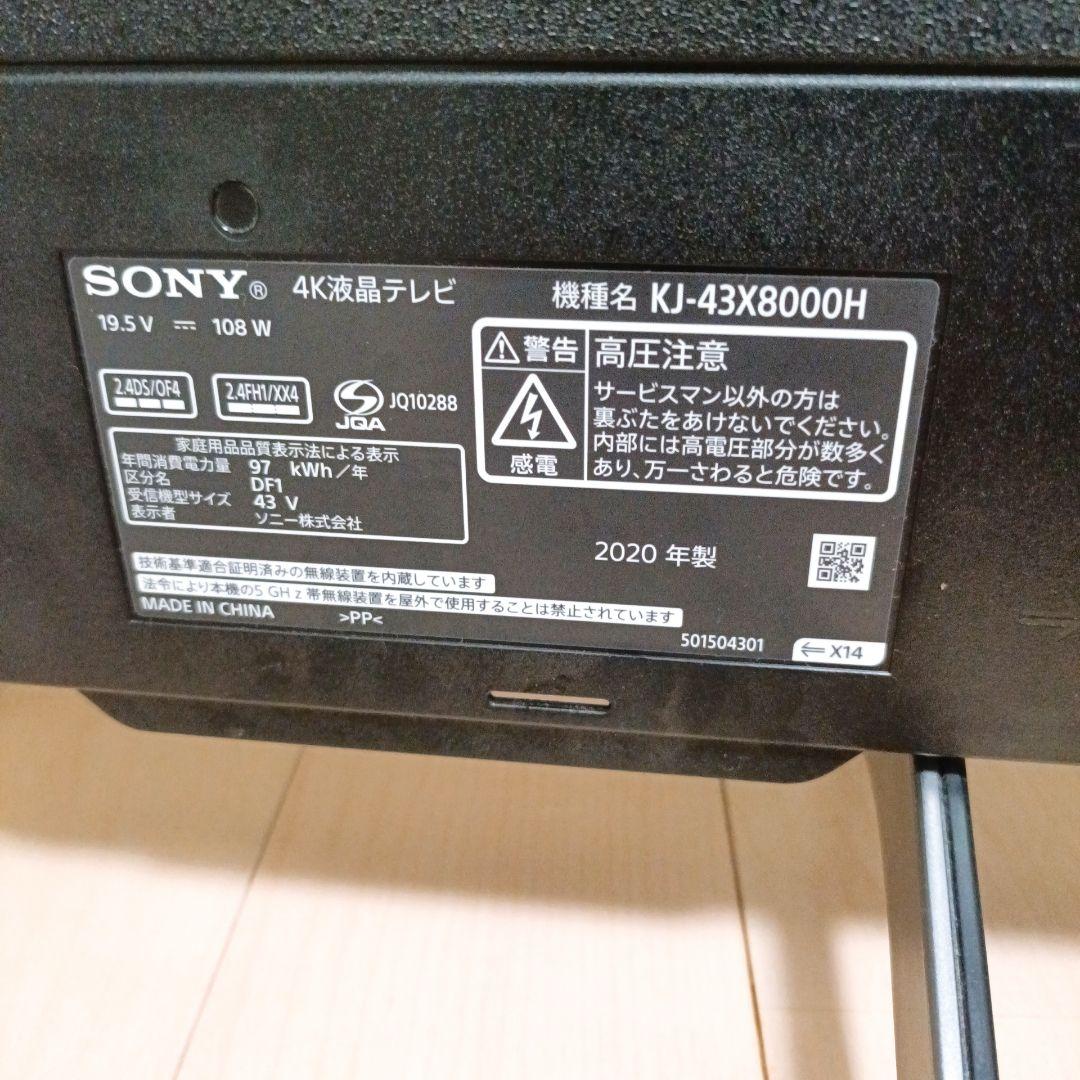 SONY® 4K液晶テレビ 機種名 KJ-43X8000H
19.5 V ⎓ 108 W
2.4DS/OF4 2.4FH1/XX4 JQA JQ10288
家庭用品品質表示法による表示
年間消費電力量 97 kWh/年
区分名 DF1
受信機型サイズ 43 V
表示者 ソニー株式会社
警告 高圧注意
感電
サービスマン以外の方は
裏ぶたをあけないでください。
内部には高電圧部分が数多く
あり、万一さわると危険です。
2020 年製
技術基準適合証明済みの無線装置を内蔵しています
法令により本機の5 GHz帯無線装置を屋外で使用することは禁止されています
MADE IN CHINA >PP<
501504301 X14